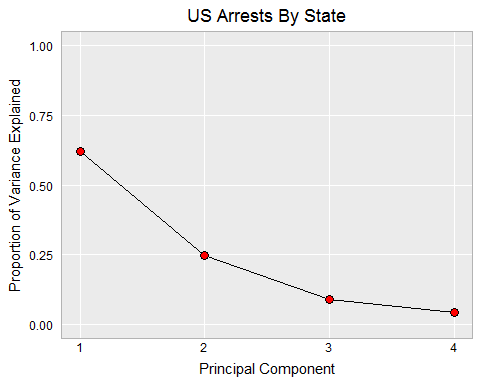 US Arrests By State
Proportion of Variance Explained
1.00
0.75
0.50
0.25
0.00
1 2 3 4
Principal Component